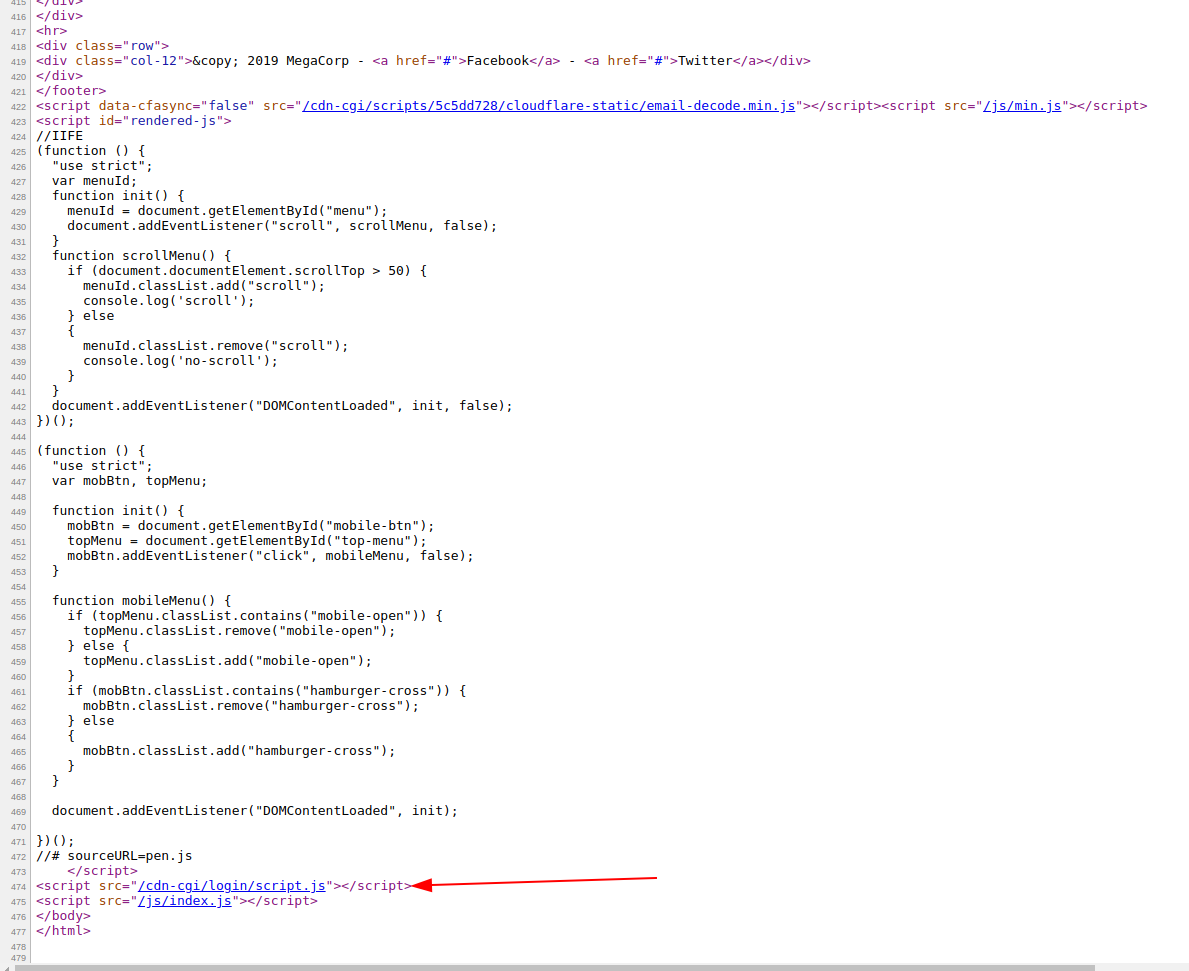 415 </div>
416 </div>
417 <hr>
418 <div class="row">
419 <div class="col-12">&copy; 2019 MegaCorp - <a href="#">Facebook</a> - <a href="#">Twitter</a></div>
420 </div>
421 </footer>
422 <script data-cfasync="false" src="/cdn-cgi/scripts/5c5dd728/cloudflare-static/email-decode.min.js"></script><script src="/js/min.js"></script>
423 <script id="rendered-js">
424 //IIFE
425 (function () {
426   "use strict";
427   var menuId;
428   function init() {
429     menuId = document.getElementById("menu");
430     document.addEventListener("scroll", scrollMenu, false);
431   }
432   function scrollMenu() {
433     if (document.documentElement.scrollTop > 50) {
434       menuId.classList.add("scroll");
435       console.log('scroll');
436     } else
437     {
438       menuId.classList.remove("scroll");
439       console.log('no-scroll');
440     }
441   }
442   document.addEventListener("DOMContentLoaded", init, false);
443 })();
444
445 (function () {
446   "use strict";
447   var mobBtn, topMenu;
448
449   function init() {
450     mobBtn = document.getElementById("mobile-btn");
451     topMenu = document.getElementById("top-menu");
452     mobBtn.addEventListener("click", mobileMenu, false);
453   }
454
455   function mobileMenu() {
456     if (topMenu.classList.contains("mobile-open")) {
457       topMenu.classList.remove("mobile-open");
458     } else {
459       topMenu.classList.add("mobile-open");
460     }
461     if (mobBtn.classList.contains("hamburger-cross")) {
462       mobBtn.classList.remove("hamburger-cross");
463     } else
464     {
465       mobBtn.classList.add("hamburger-cross");
466     }
467   }
468
469   document.addEventListener("DOMContentLoaded", init);
470
471 })();
472 //# sourceURL=pen.js
473     </script>
474 <script src="/cdn-cgi/login/script.js"></script>
475 <script src="/js/index.js"></script>
476 </body>
477 </html>
478
479